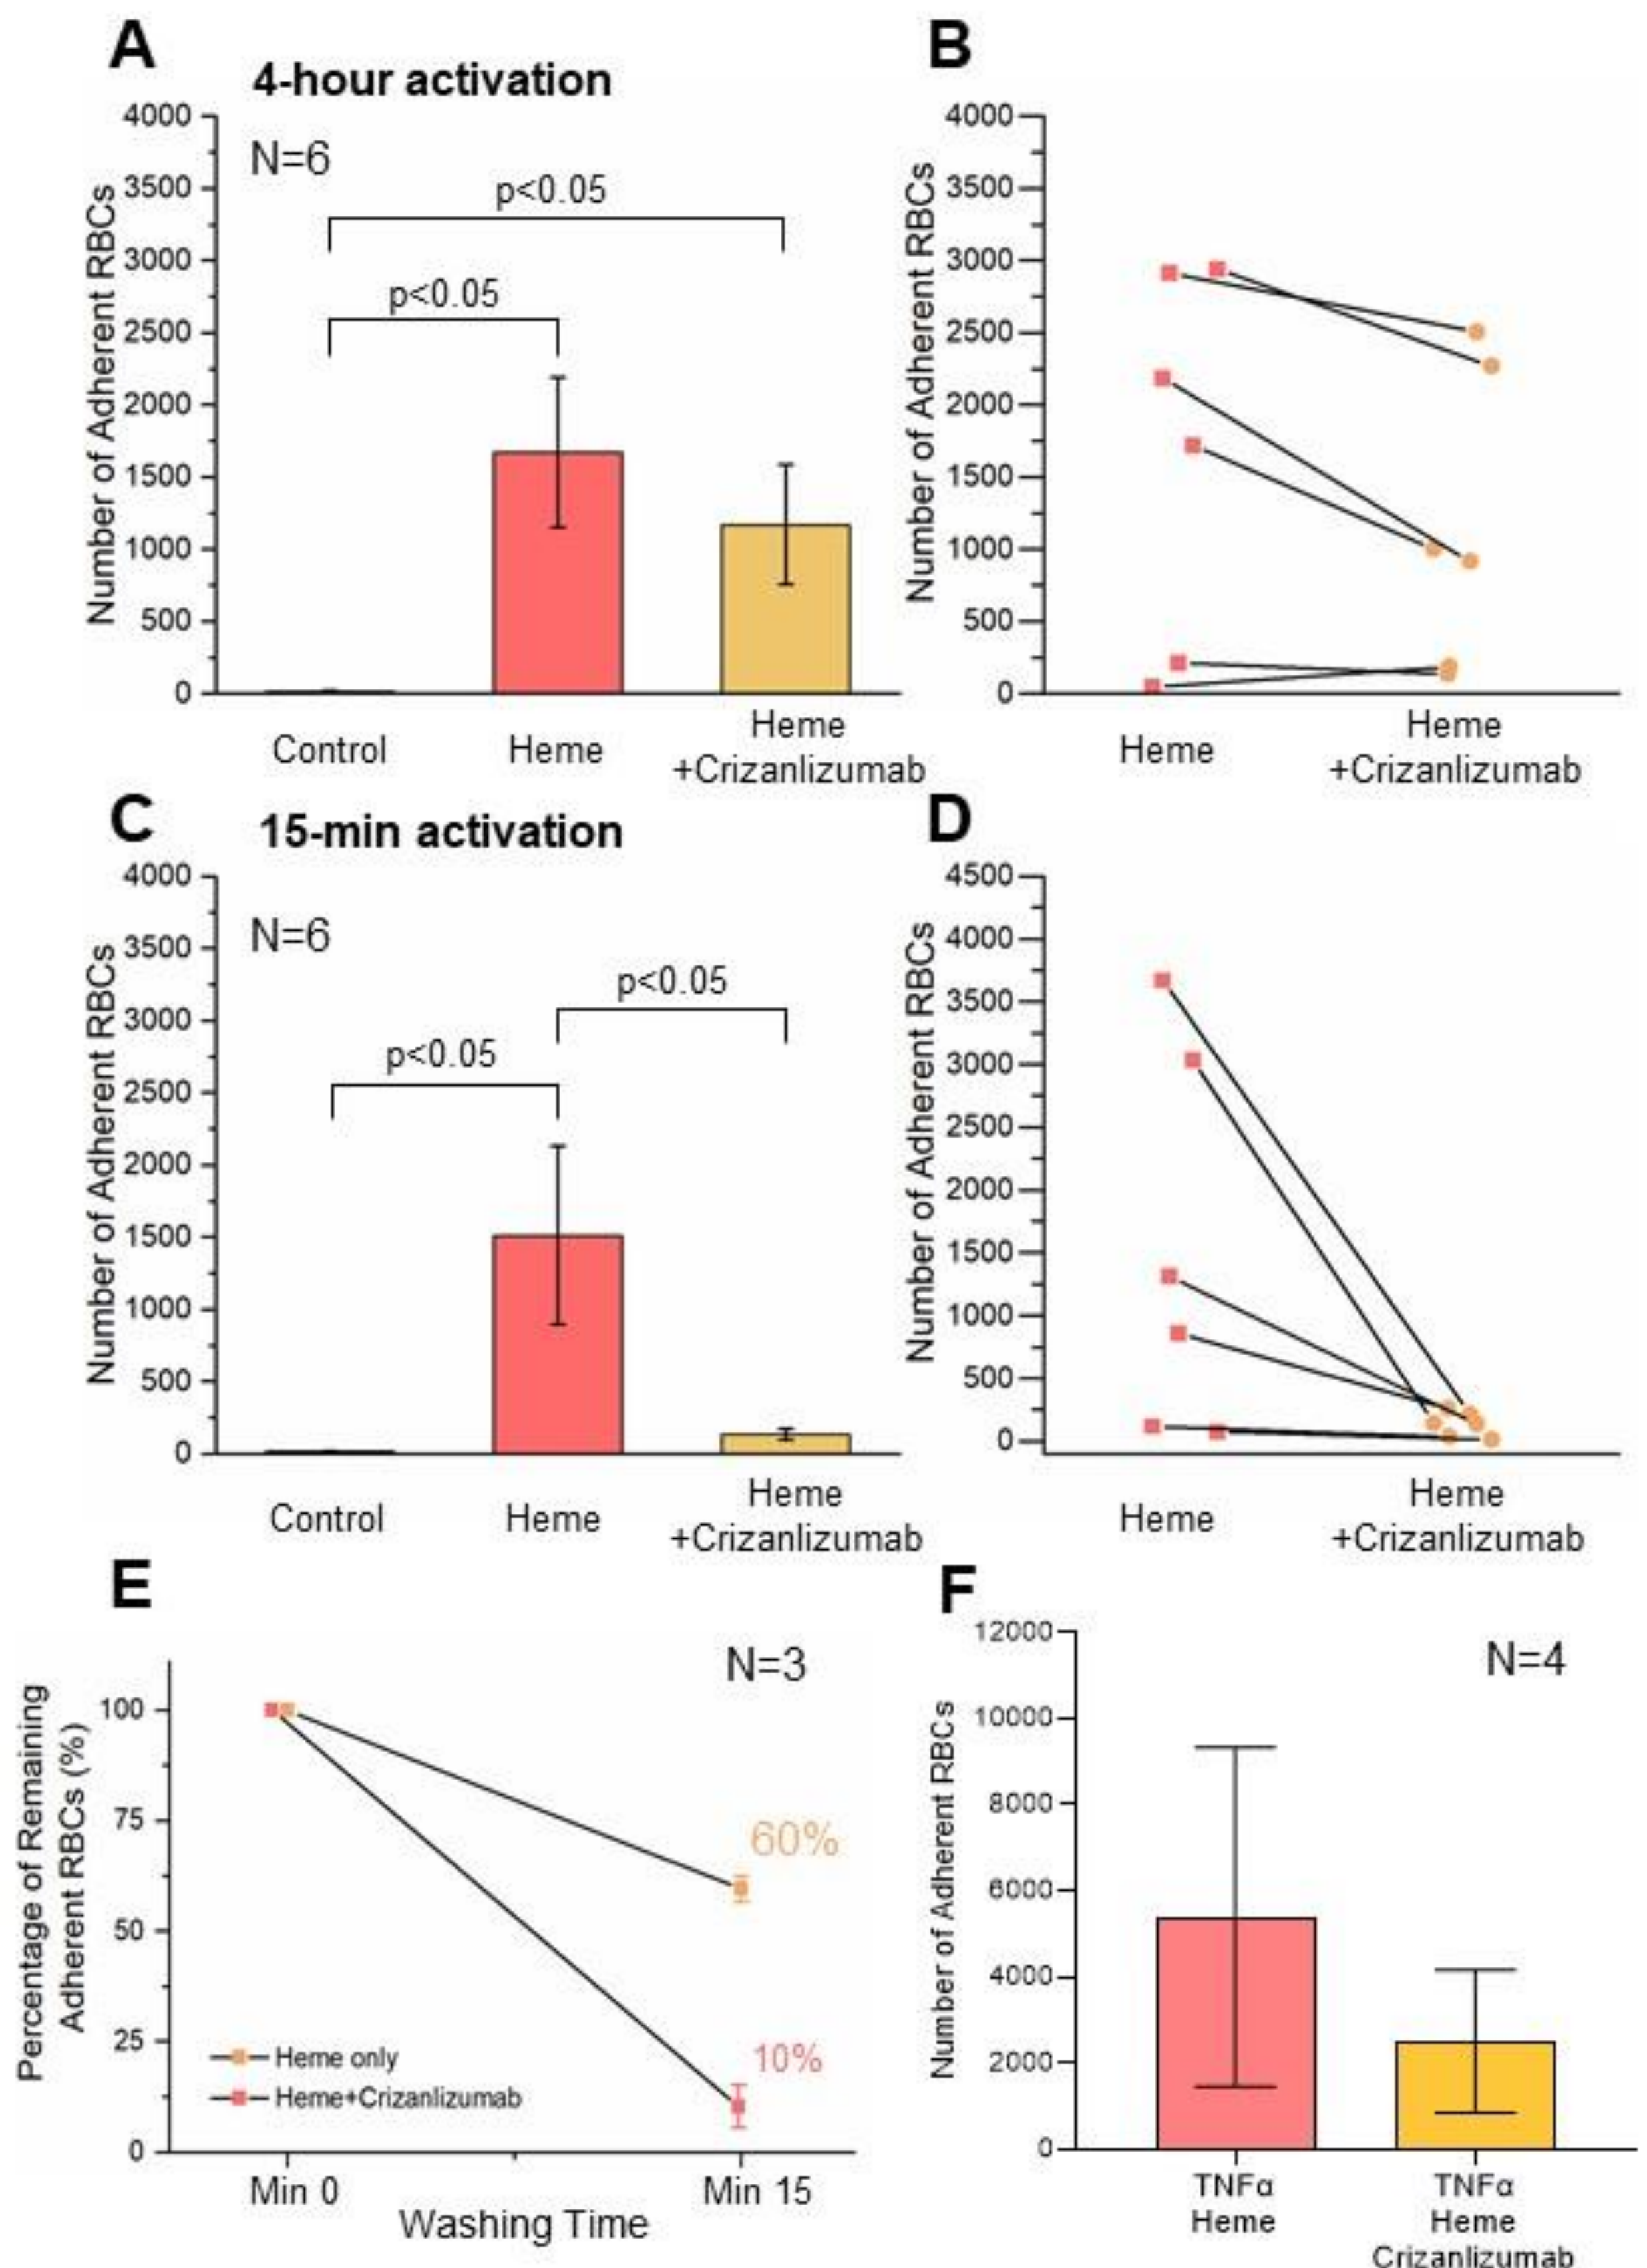 A
4-hour activation
N=6
p<0.05
p<0.05
Number of Adherent RBCs
4000
3500
3000
2500
2000
1500
1000
500
0
Control
Heme
Heme
+Crizanlizumab
B
Number of Adherent RBCs
4000
3500
3000
2500
2000
1500
1000
500
0
Heme
Heme
+Crizanlizumab
C
15-min activation
N=6
p<0.05
p<0.05
Number of Adherent RBCs
4000
3500
3000
2500
2000
1500
1000
500
0
Control
Heme
Heme
+Crizanlizumab
D
Number of Adherent RBCs
4500
4000
3500
3000
2500
2000
1500
1000
500
0
Heme
Heme
+Crizanlizumab
E
N=3
Percentage of Remaining
Adherent RBCs (%)
100
75
50
25
0
60%
10%
Heme only
Heme+Crizanlizumab
Min 0
Min 15
Washing Time
F
N=4
Number of Adherent RBCs
12000
10000
8000
6000
4000
2000
0
TNFα
Heme
TNFα
Heme
Crizanlizumab